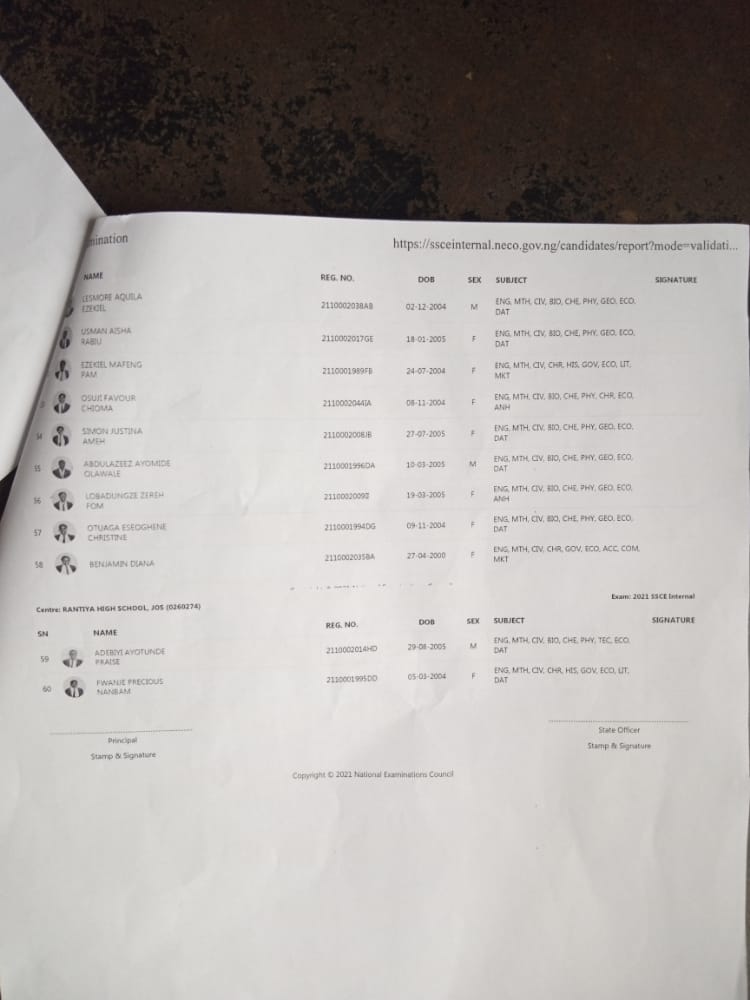 mination https://ssceinternal.neco.gov.ng/candidates/report?mode=validati...
NAME REG. NO. DOB SEX SUBJECT SIGNATURE
LESMORE AQUILA
EZEKIEL 2110002038AB 02-12-2004 M ENG, MTH, CIV, BIO, CHE, PHY, GEO, ECO,
DAT
USMAN AISHA
RABIU 2110002017GE 18-01-2005 F ENG, MTH, CIV, BIO, CHE, PHY, GEO, ECO,
DAT
EZEKIEL MAFENG
PAM 2110001989FB 24-07-2004 F ENG, MTH, CIV, CHR, HIS, GOV, ECO, LIT,
MKT
OSUJI FAVOUR
CHIOMA 2110002044IA 08-11-2004 F ENG, MTH, CIV, BIO, CHE, PHY, CHR, ECO,
ANH
54 SIMON JUSTINA
AMEH 2110002008JB 27-07-2005 F ENG, MTH, CIV, BIO, CHE, PHY, GEO, ECO,
DAT
55 ABDULAZEEZ AYOMIDE
OLAWALE 2110001996DA 10-03-2005 M ENG, MTH, CIV, BIO, CHE, PHY, GEO, ECO,
DAT
56 LOBADUNGZE ZEREH
FOM 19-03-2005 F ENG, MTH, CIV, BIO, CHE, PHY, GEO, ECO,
ANH
57 OTUAGA ESEOGHENE
CHRISTINE 2110001994DG 09-11-2004 F ENG, MTH, CIV, BIO, CHE, PHY, GEO, ECO,
DAT
58 BENJAMIN DIANA 2110002035BA 27-04-2000 F ENG, MTH, CIV, CHR, GOV, ECO, ACC, COM,
MKT
Centre: RANTIYA HIGH SCHOOL, JOS (0260274) Exam: 2021 SSCE Internal
SN NAME REG. NO. DOB SEX SUBJECT SIGNATURE
59 ADEBIYI AYOTUNDE
PRAISE 2110002014HD 29-08-2005 M ENG, MTH, CIV, BIO, CHE, PHY, TEC, ECO,
DAT
60 FWANJE PRECIOUS
NANBAM 2110001995DD 05-03-2004 F ENG, MTH, CIV, CHR, HIS, GOV, ECO, LIT,
DAT
Principal State Officer
Stamp & Signature Stamp & Signature
Copyright © 2021 National Examinations Council